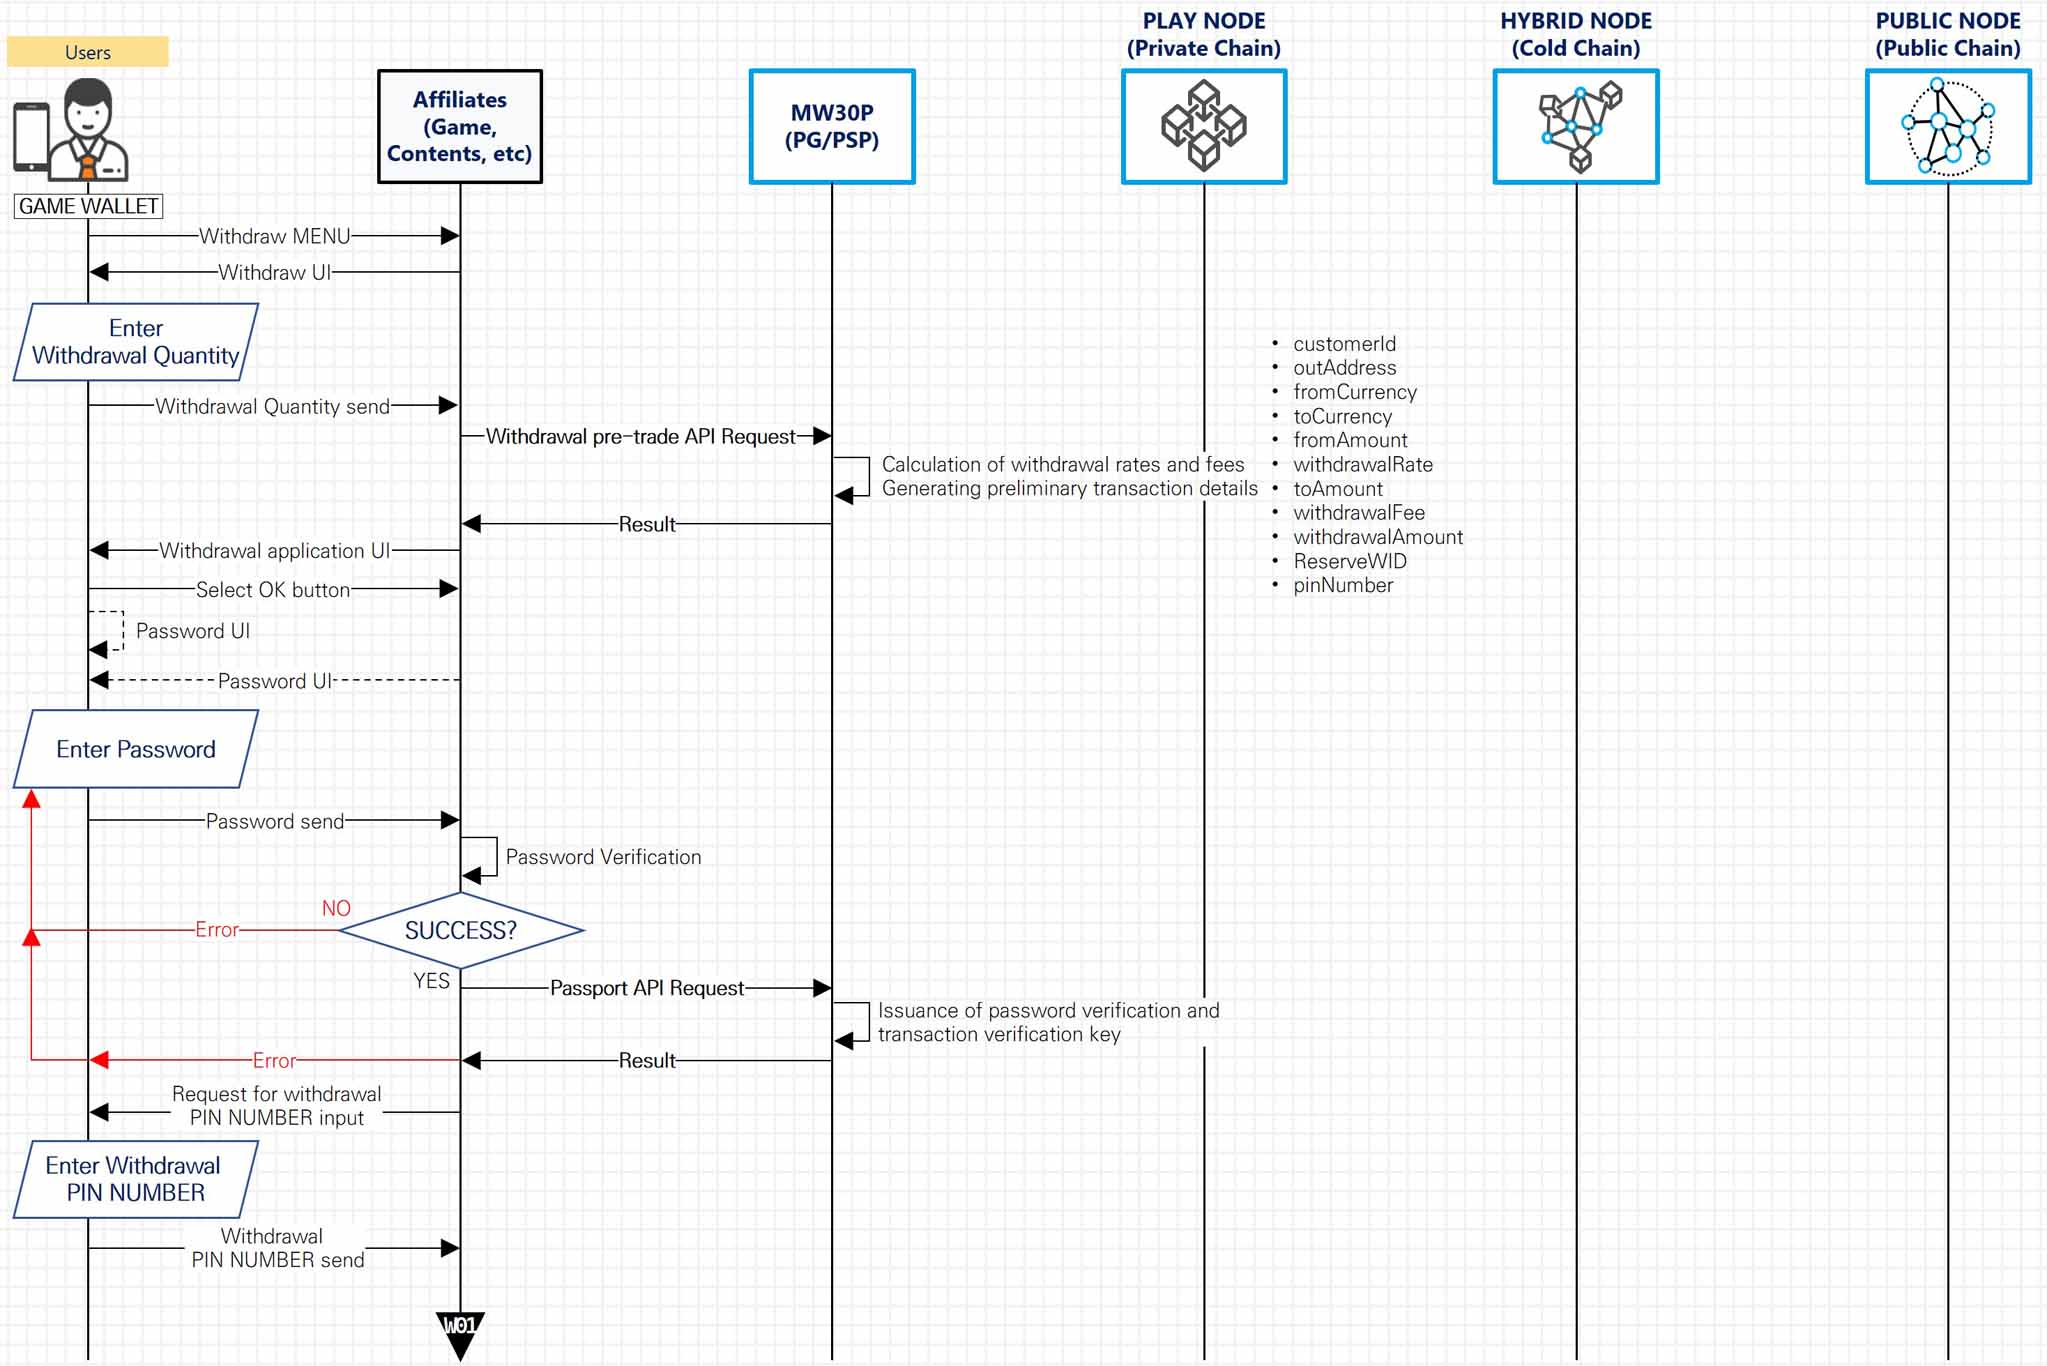 Users
GAME WALLET
Affiliates
(Game,
Contents, etc)
MW30P
(PG/PSP)
PLAY NODE
(Private Chain)
HYBRID NODE
(Cold Chain)
PUBLIC NODE
(Public Chain)
Withdraw MENU
Withdraw UI
Enter
Withdrawal Quantity
Withdrawal Quantity send
Withdrawal pre-trade API Request
Calculation of withdrawal rates and fees
Generating preliminary transaction details
• customerId
• outAddress
• fromCurrency
• toCurrency
• fromAmount
• withdrawalRate
• toAmount
• withdrawalFee
• withdrawalAmount
• ReserveWID
• pinNumber
Result
Withdrawal application UI
Select OK button
Password UI
Password UI
Enter Password
Password send
Password Verification
NO
Error
SUCCESS?
YES
Passport API Request
Issuance of password verification and
transaction verification key
Error
Result
Request for withdrawal
PIN NUMBER input
Enter Withdrawal
PIN NUMBER
Withdrawal
PIN NUMBER send
W01